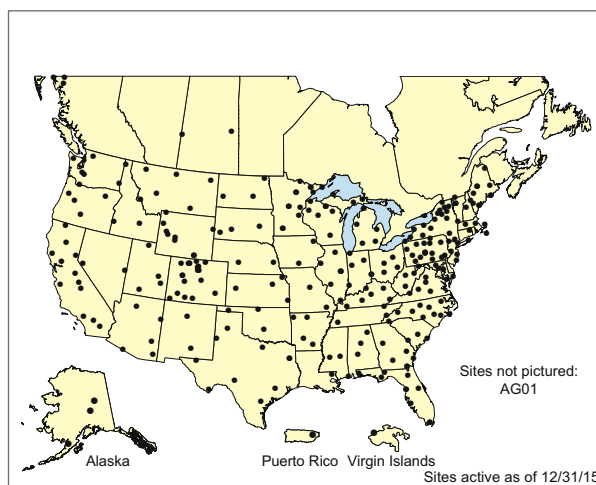 Sites not pictured:
AG01
Alaska
Puerto Rico
Virgin Islands
Sites active as of 12/31/15